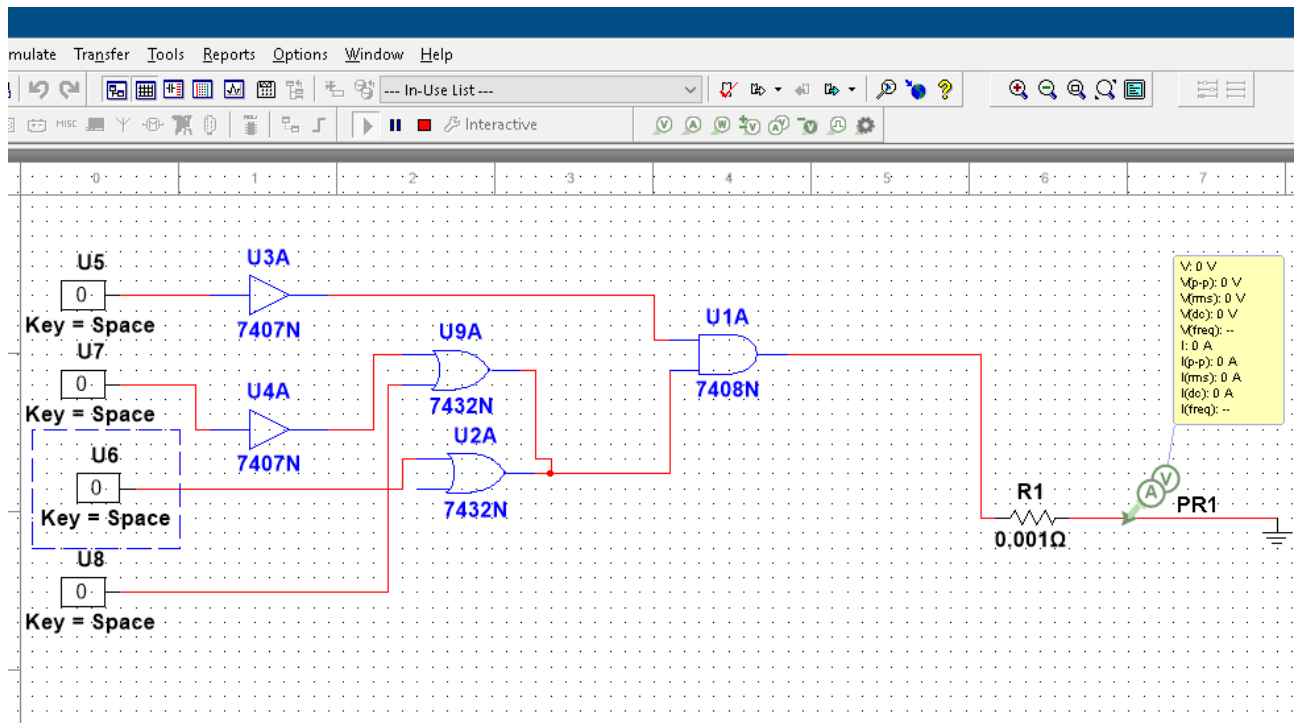 mulate Transfer Tools Reports Options Window Help
--- In-Use List ---
MISC Interactive V A W V A V V
0 1 2 3 4 5 6 7
U5
0
Key = Space
U3A
7407N
U7
0
Key = Space
U4A
7407N
U9A
7432N
U2A
7432N
U6
0
Key = Space
U8
0
Key = Space
U1A
7408N
R1
0.001Ω
A V
PR1
V: 0 V
V(p-p): 0 V
V(rms): 0 V
V(dc): 0 V
V(freq): --
I: 0 A
I(p-p): 0 A
I(rms): 0 A
I(dc): 0 A
I(freq): --